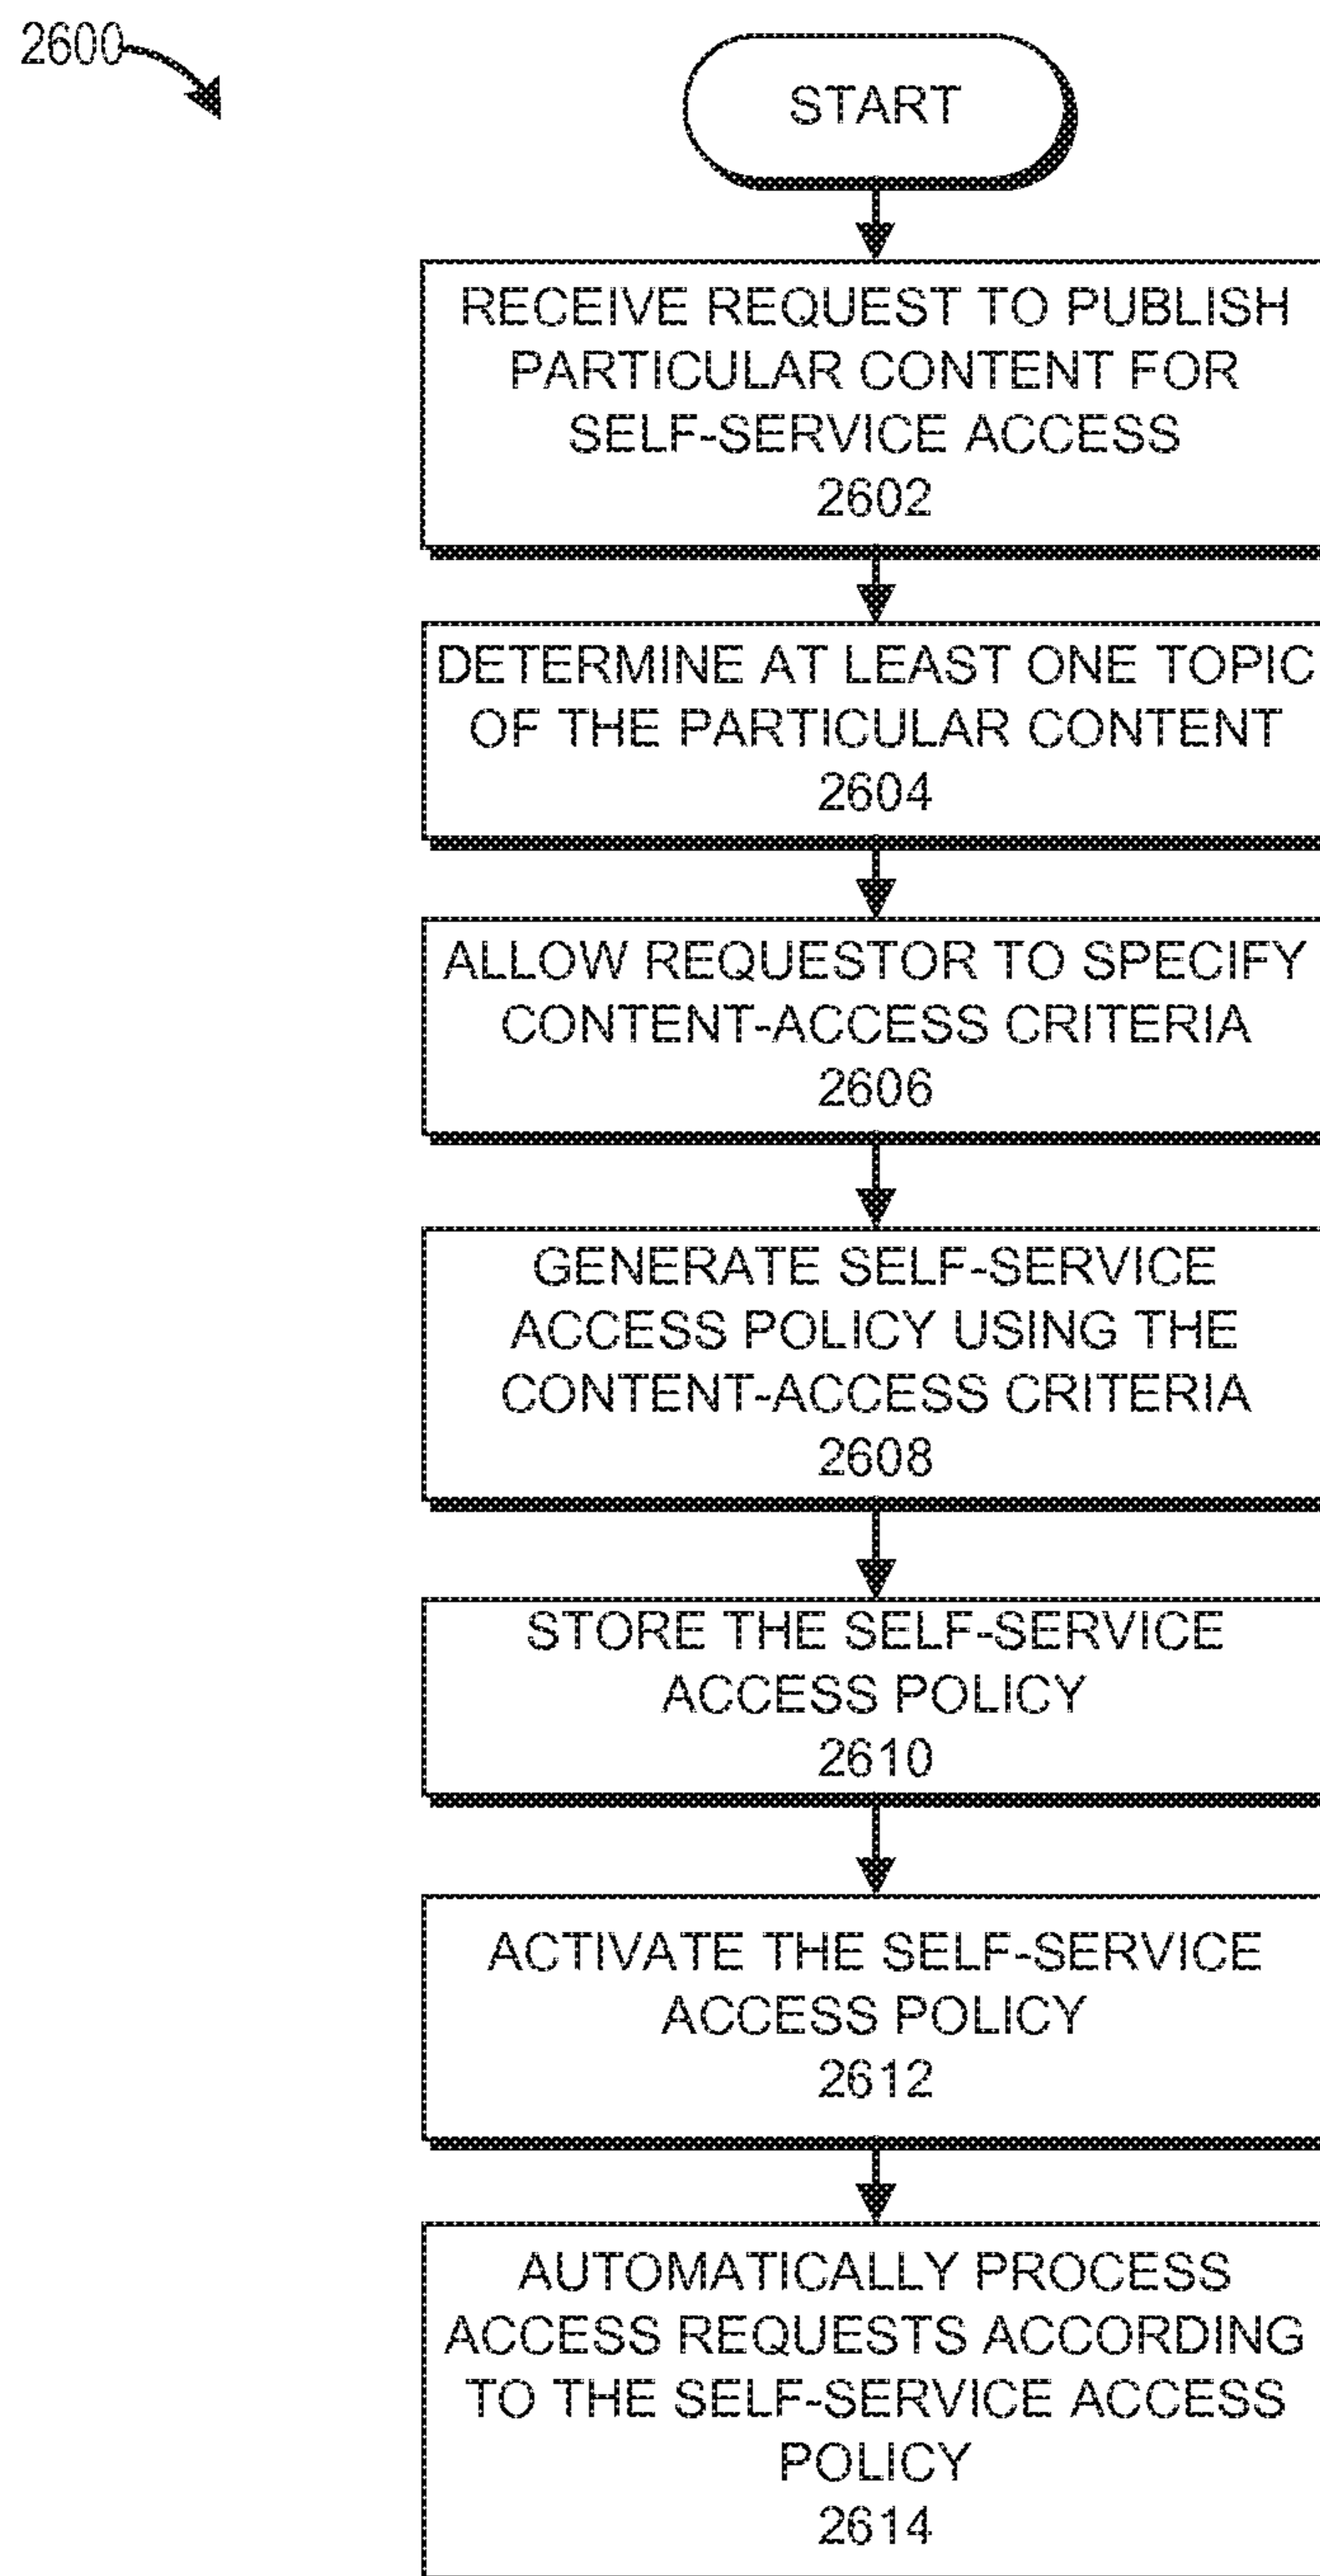 2600
START
RECEIVE REQUEST TO PUBLISH
PARTICULAR CONTENT FOR
SELF-SERVICE ACCESS
2602
DETERMINE AT LEAST ONE TOPIC
OF THE PARTICULAR CONTENT
2604
ALLOW REQUESTOR TO SPECIFY
CONTENT-ACCESS CRITERIA
2606
GENERATE SELF-SERVICE
ACCESS POLICY USING THE
CONTENT-ACCESS CRITERIA
2608
STORE THE SELF-SERVICE
ACCESS POLICY
2610
ACTIVATE THE SELF-SERVICE
ACCESS POLICY
2612
AUTOMATICALLY PROCESS
ACCESS REQUESTS ACCORDING
TO THE SELF-SERVICE ACCESS
POLICY
2614